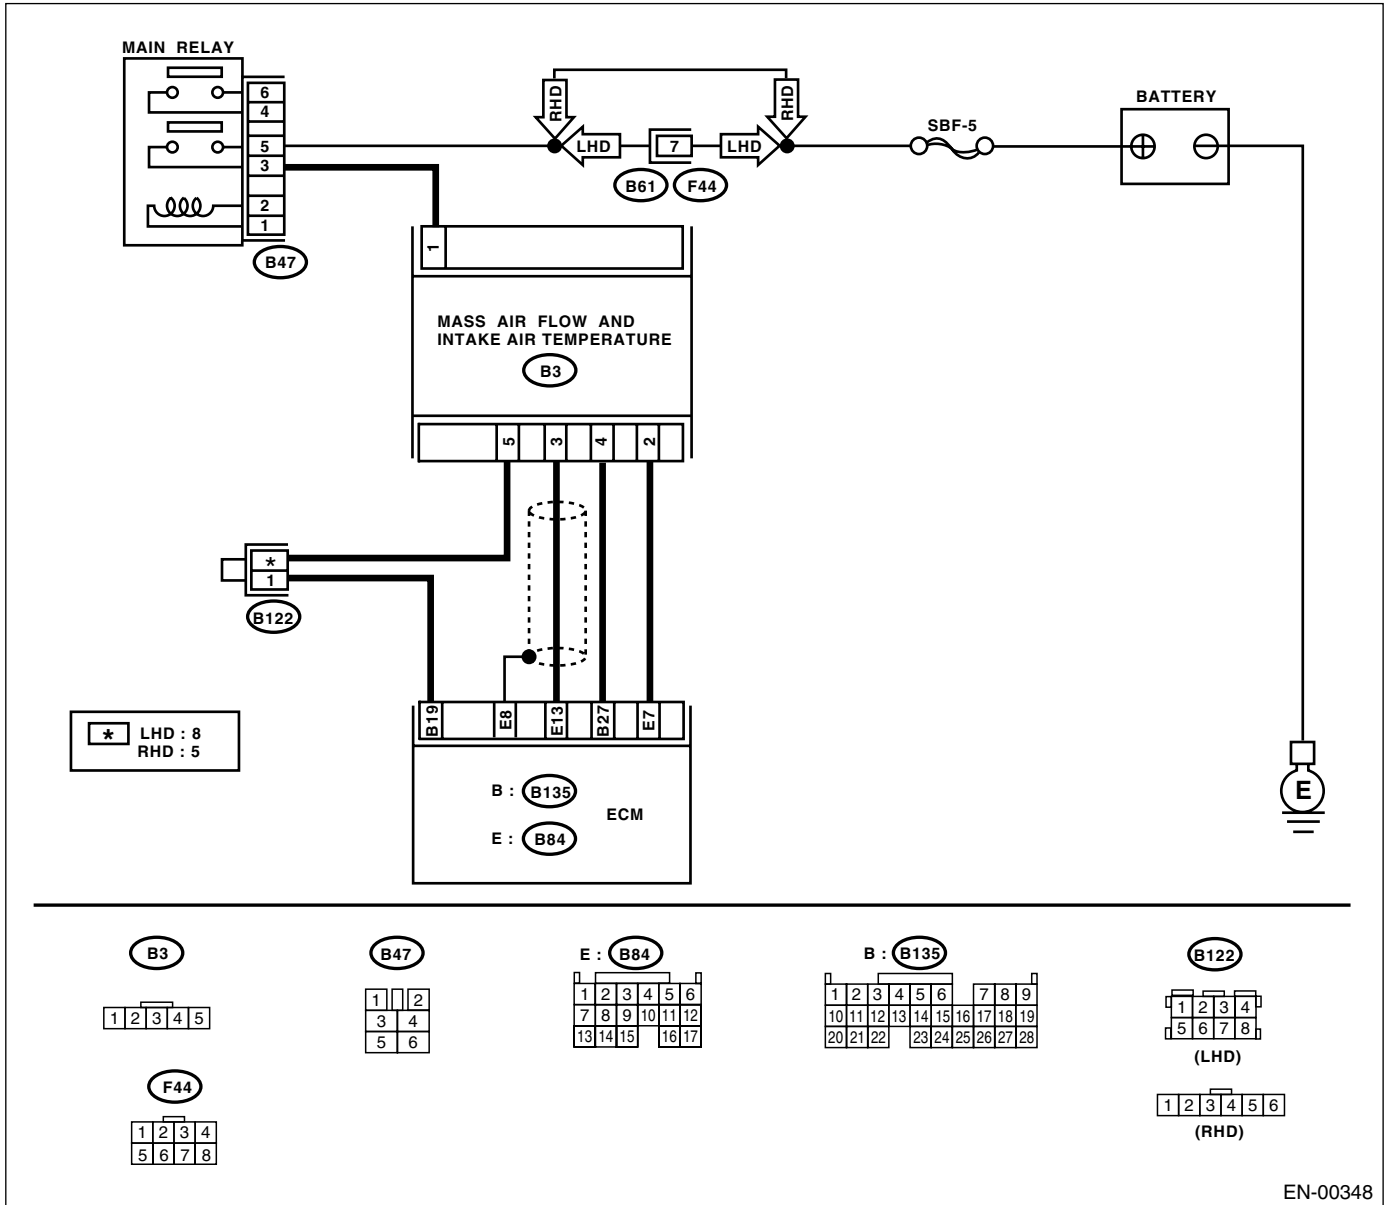 MAIN RELAY
6
4
5
3
2
1
B47
RHD
RHD
LHD
7
LHD
B61
F44
SBF-5
BATTERY
1
MASS AIR FLOW AND
INTAKE AIR TEMPERATURE
B3
5
3
4
2
*
1
B122
* LHD : 8
RHD : 5
B19
E8
E13
B27
E7
B : B135
ECM
E : B84
E
B3
1 2 3 4 5
F44
1 2 3 4
5 6 7 8
B47
1 2
3 4
5 6
E : B84
1 2 3 4 5 6
7 8 9 10 11 12
13 14 15 16 17
B : B135
1 2 3 4 5 6 7 8 9
10 11 12 13 14 15 16 17 18 19
20 21 22 23 24 25 26 27 28
B122
1 2 3 4
5 6 7 8
(LHD)
1 2 3 4 5 6
(RHD)
EN-00348